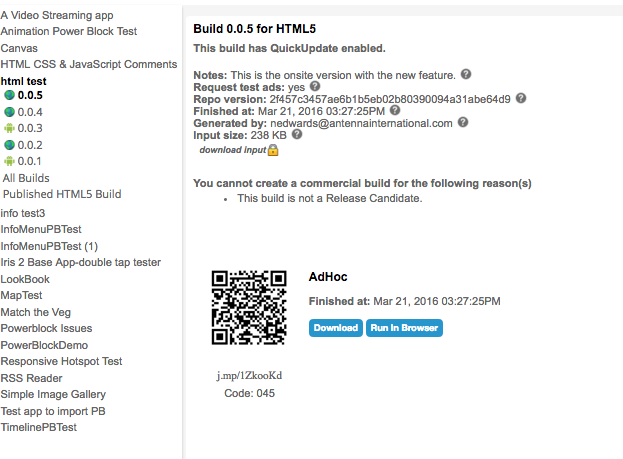 A Video Streaming app
Animation Power Block Test
Canvas
HTML CSS & JavaScript Comments
html test
0.0.5
0.0.4
0.0.3
0.0.2
0.0.1
All Builds
Published HTML5 Build
info test3
InfoMenuPBTest
InfoMenuPBTest (1)
Iris 2 Base App-double tap tester
LookBook
MapTest
Match the Veg
Powerblock Issues
PowerBlockDemo
Responsive Hotspot Test
RSS Reader
Simple Image Gallery
Test app to import PB
TimelinePBTest
Build 0.0.5 for HTML5
This build has QuickUpdate enabled.
Notes: This is the onsite version with the new feature. ?
Request test ads: yes ?
Repo version: 2f457c3457ae6b1b5eb02b80390094a31abe64d9 ?
Finished at: Mar 21, 2016 03:27:25PM ?
Generated by: nedwards@antennainternational.com ?
Input size: 238 KB ?
download input
You cannot create a commercial build for the following reason(s)
• This build is not a Release Candidate.
AdHoc
Finished at: Mar 21, 2016 03:27:25PM
Download Run In Browser
j.mp/1ZkooKd
Code: 045